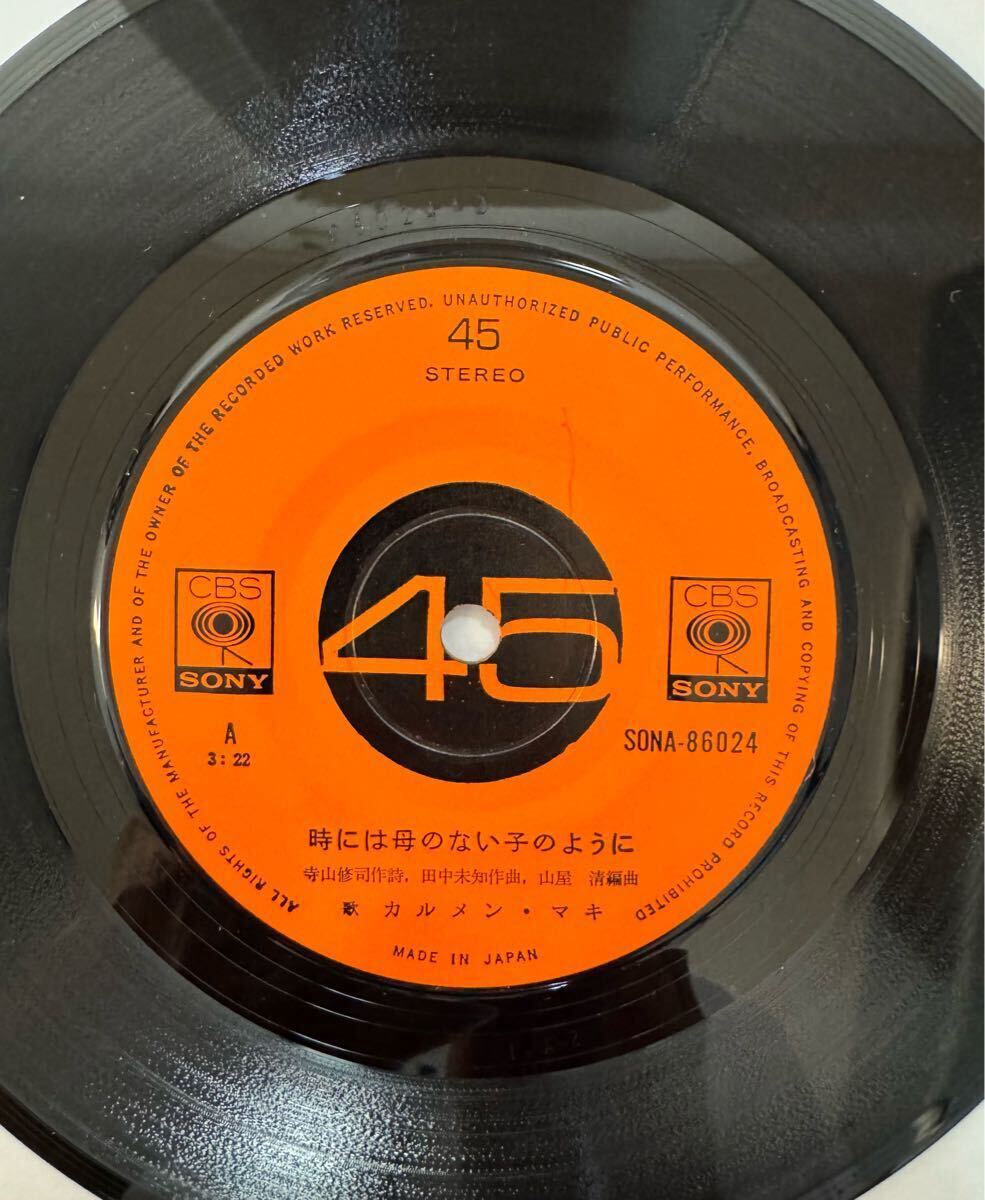 ALL RIGHTS OF THE MANUFACTURER AND OF THE OWNER OF THE RECORDED WORK RESERVED. UNAUTHORIZED PUBLIC PERFORMANCE, BROADCASTING AND COPYING OF THIS RECORD PROHIBITED
45
STEREO
45
CBS
SONY
CBS
SONY
A
3:22
SONA-86024
時には母のない子のように
寺山修司作詩, 田中未知作曲, 山屋 清編曲
歌 カルメン・マキ
MADE IN JAPAN